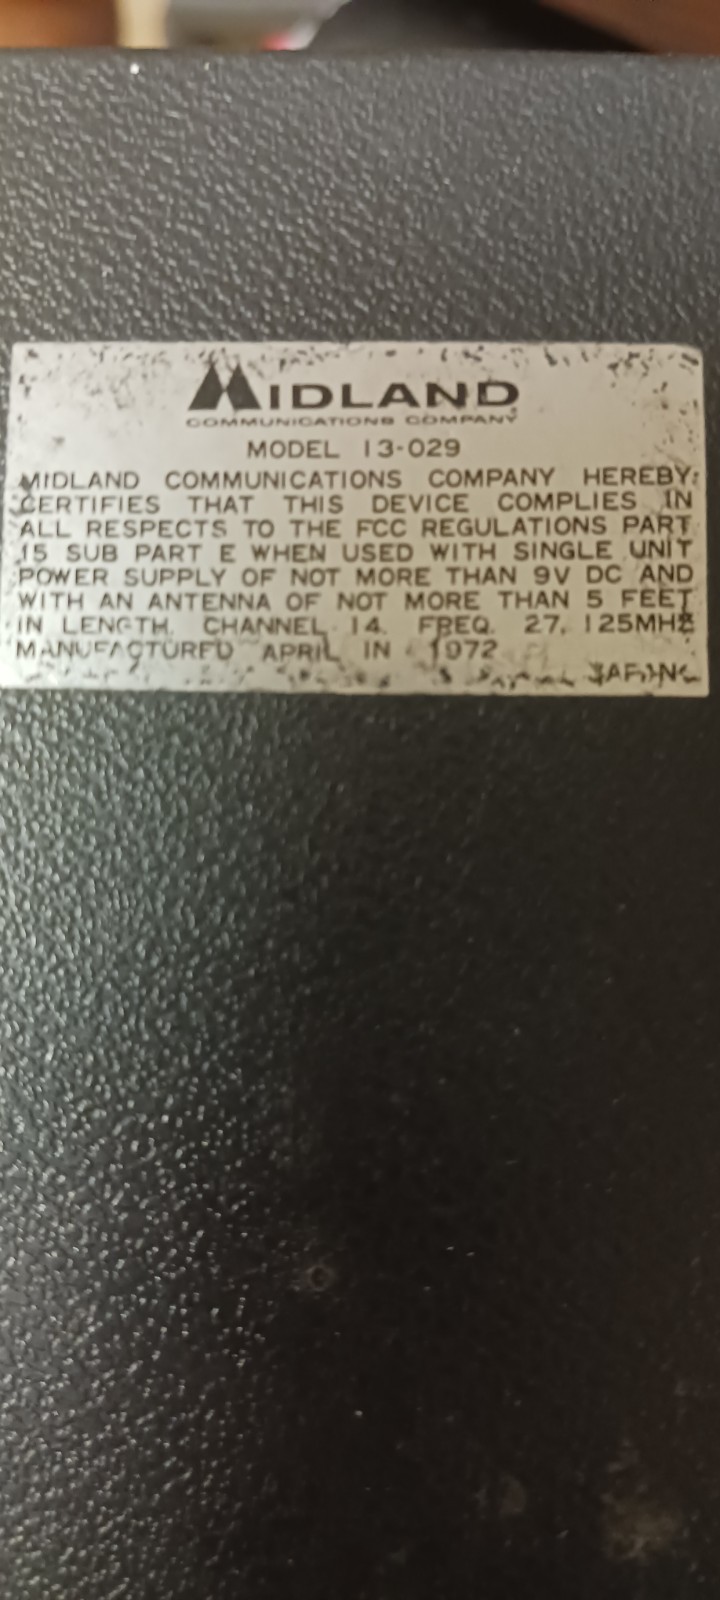 MIDLAND
COMMUNICATIONS COMPANY
MODEL 13-029
MIDLAND COMMUNICATIONS COMPANY HEREBY
CERTIFIES THAT THIS DEVICE COMPLIES IN
ALL RESPECTS TO THE FCC REGULATIONS PART
15 SUB PART E WHEN USED WITH SINGLE UNIT
POWER SUPPLY OF NOT MORE THAN 9V DC AND
WITH AN ANTENNA OF NOT MORE THAN 5 FEET
IN LENGTH. CHANNEL 14. FREQ. 27.125MHZ
MANUFACTURED APRIL IN 1972